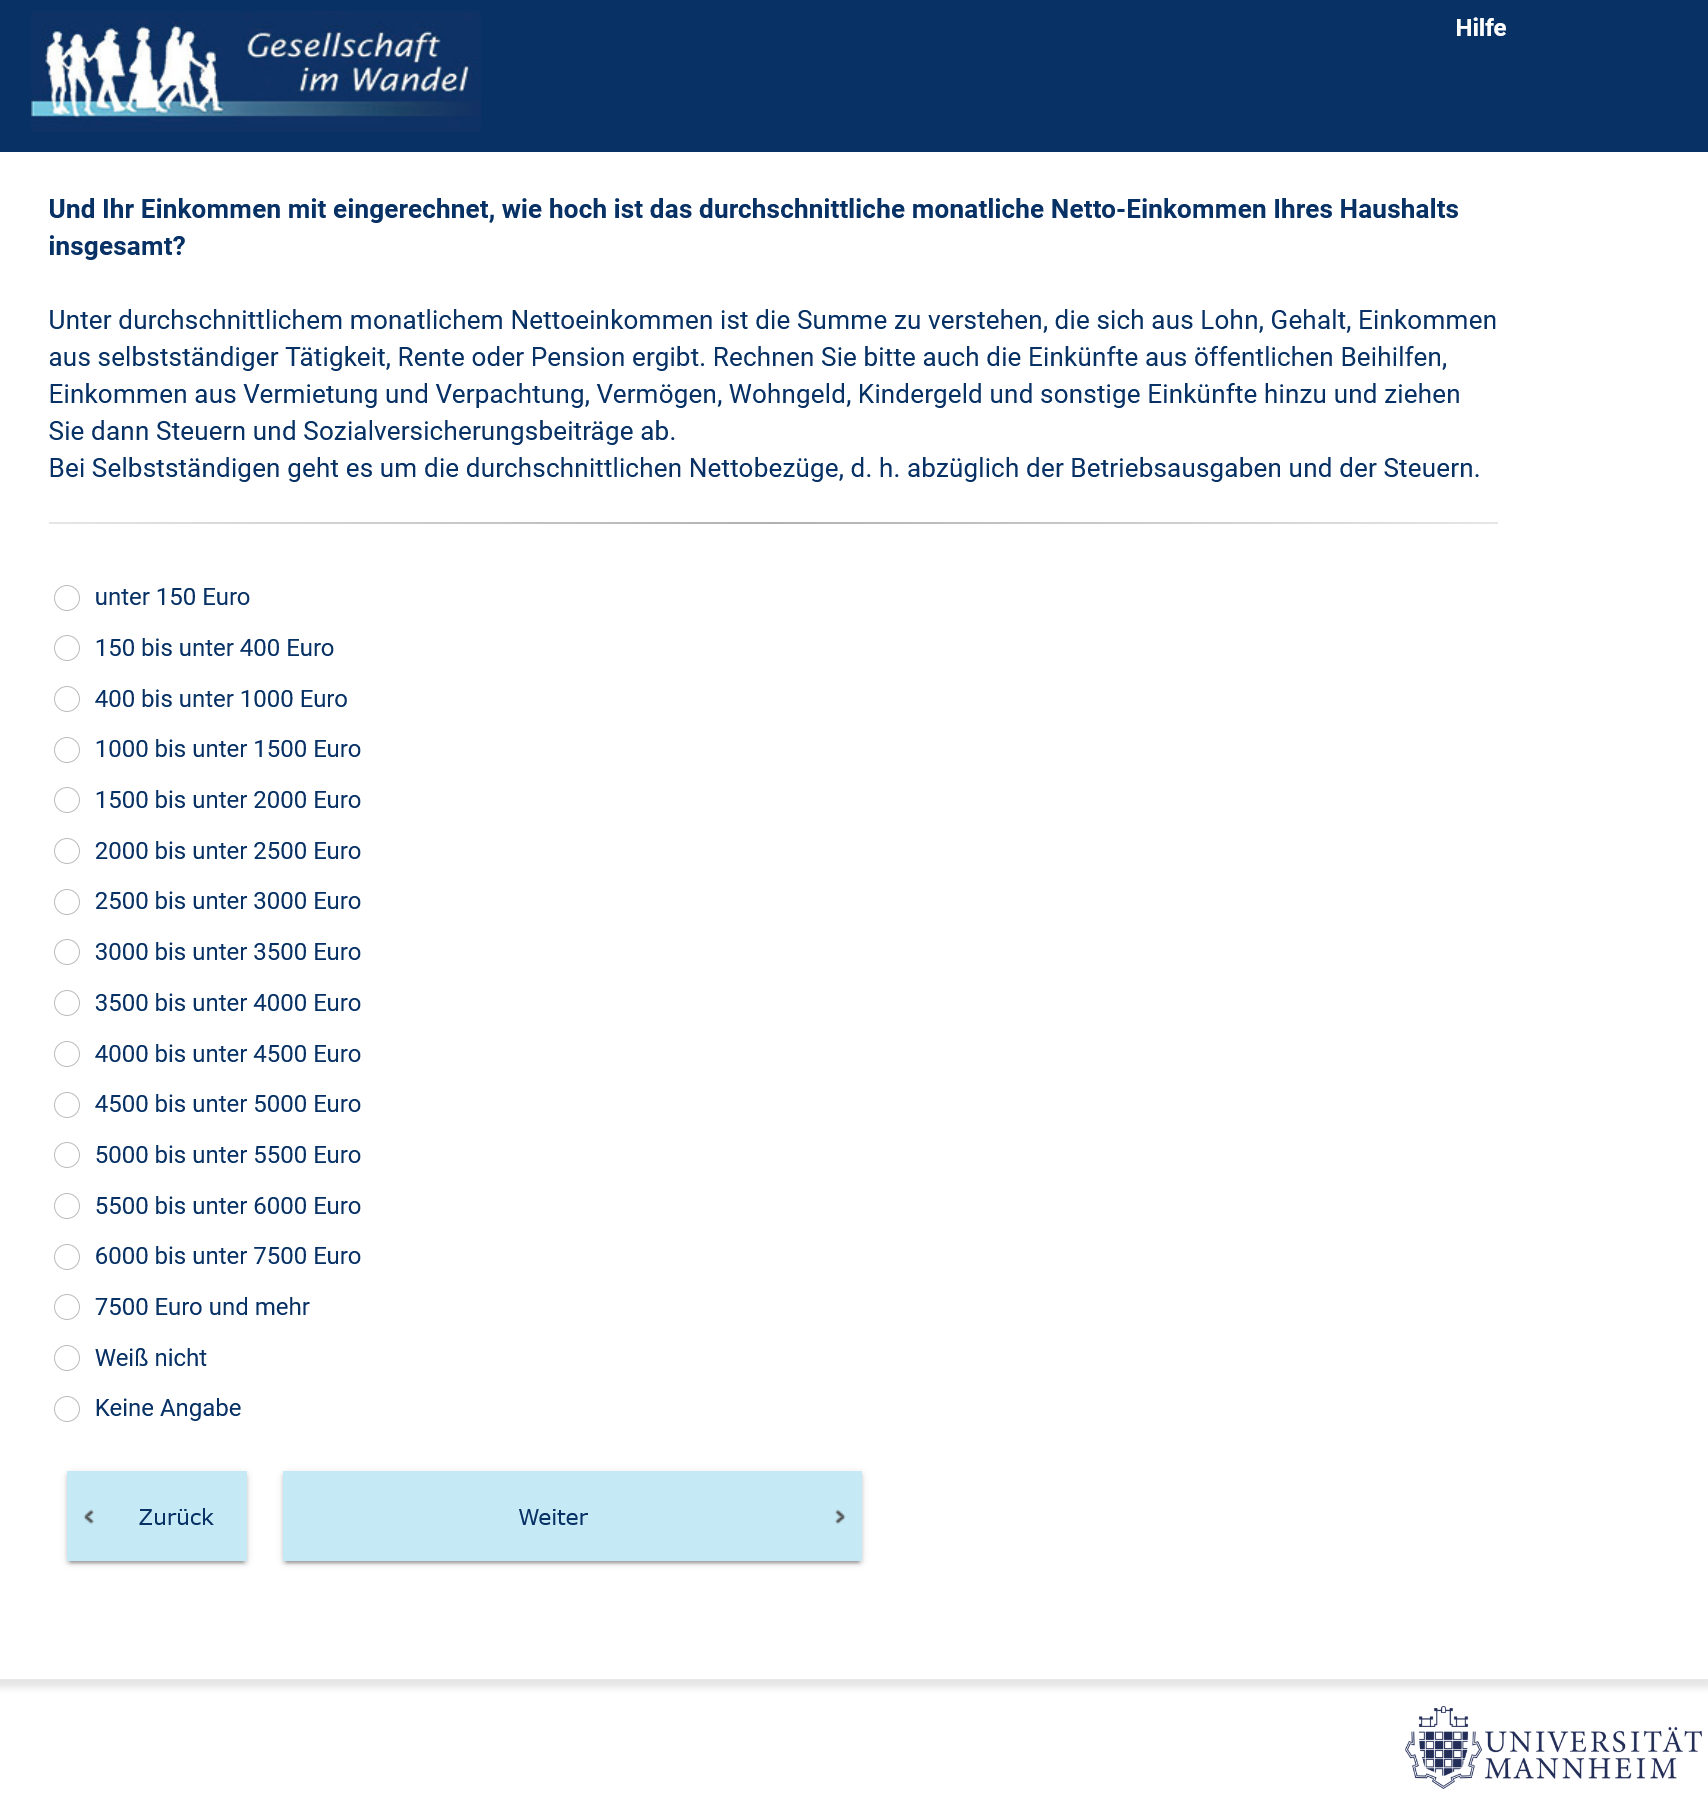 Gesellschaft
im Wandel
Hilfe
Und Ihr Einkommen mit eingerechnet, wie hoch ist das durchschnittliche monatliche Netto-Einkommen Ihres Haushalts
insgesamt?
Unter durchschnittlichem monatlichem Nettoeinkommen ist die Summe zu verstehen, die sich aus Lohn, Gehalt, Einkommen
aus selbstständiger Tätigkeit, Rente oder Pension ergibt. Rechnen Sie bitte auch die Einkünfte aus öffentlichen Beihilfen,
Einkommen aus Vermietung und Verpachtung, Vermögen, Wohngeld, Kindergeld und sonstige Einkünfte hinzu und ziehen
Sie dann Steuern und Sozialversicherungsbeiträge ab.
Bei Selbstständigen geht es um die durchschnittlichen Nettobezüge, d. h. abzüglich der Betriebsausgaben und der Steuern.
unter 150 Euro
150 bis unter 400 Euro
400 bis unter 1000 Euro
1000 bis unter 1500 Euro
1500 bis unter 2000 Euro
2000 bis unter 2500 Euro
2500 bis unter 3000 Euro
3000 bis unter 3500 Euro
3500 bis unter 4000 Euro
4000 bis unter 4500 Euro
4500 bis unter 5000 Euro
5000 bis unter 5500 Euro
5500 bis unter 6000 Euro
6000 bis unter 7500 Euro
7500 Euro und mehr
Weiß nicht
Keine Angabe
Zurück
Weiter
UNIVERSITÄT
MANNHEIM